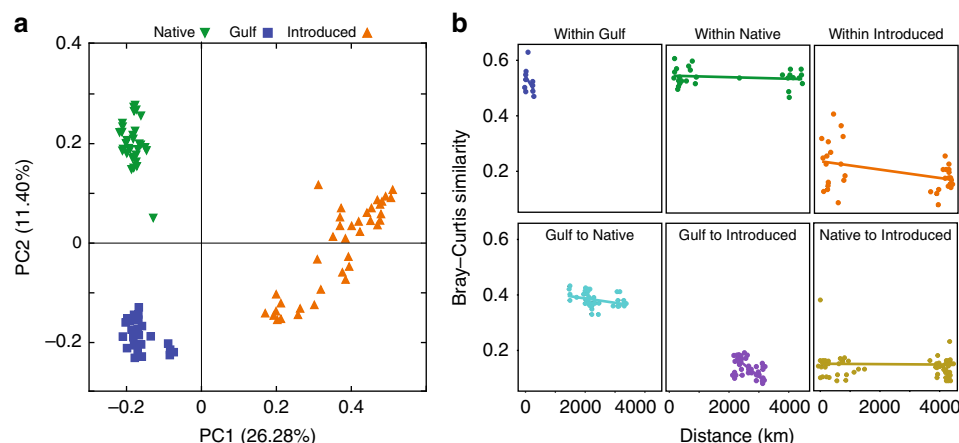 a
Native Gulf Introduced
0.4
0.2
0
−0.2
−0.2 0 0.2 0.4
PC2 (11.40%)
PC1 (26.28%)
b
Within Gulf Within Native Within Introduced
0.6
0.4
0.2
Gulf to Native Gulf to Introduced Native to Introduced
0.6
0.4
0.2
0 2000 4000 0 2000 4000 0 2000 4000
Bray–Curtis similarity
Distance (km)